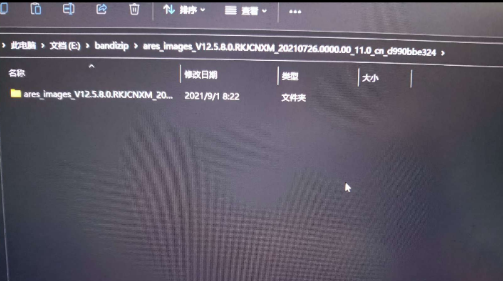 排序 查看 •••
此电脑 > 文档 (E:) > bandizip > ares_images_V12.5.8.0.RKJCNXM_20210726.0000.00_11.0_cn_d990bbe324 >
名称 修改日期 类型 大小
ares_images_V12.5.8.0.RKJCNXM_20... 2021/9/1 8:22 文件夹